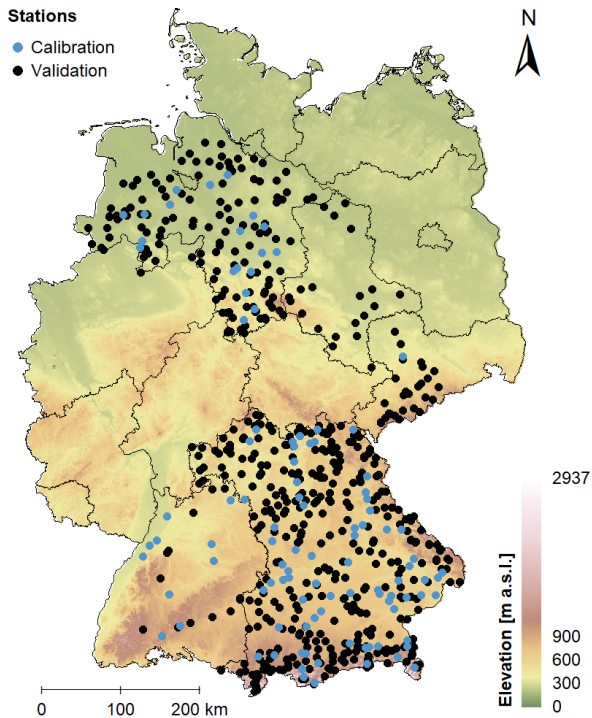 Stations
Calibration
Validation
N
2937
900
600
300
0
Elevation [m a.s.l.]
0 100 200 km